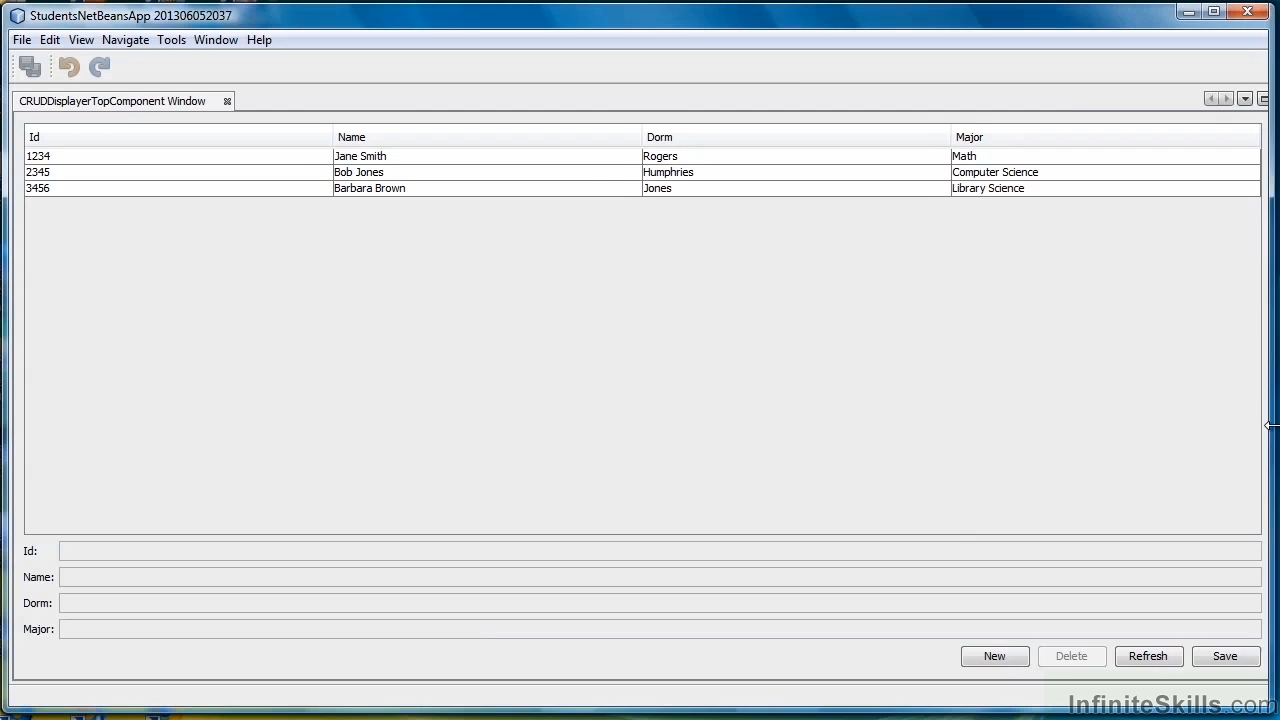 StudentsNetBeansApp 201306052037
File Edit View Navigate Tools Window Help
CRUDDisplayerTopComponent Window
Id Name Dorm Major
1234 Jane Smith Rogers Math
2345 Bob Jones Humphries Computer Science
3456 Barbara Brown Jones Library Science
Id:
Name:
Dorm:
Major:
New Delete Refresh Save
InfiniteSkills.com